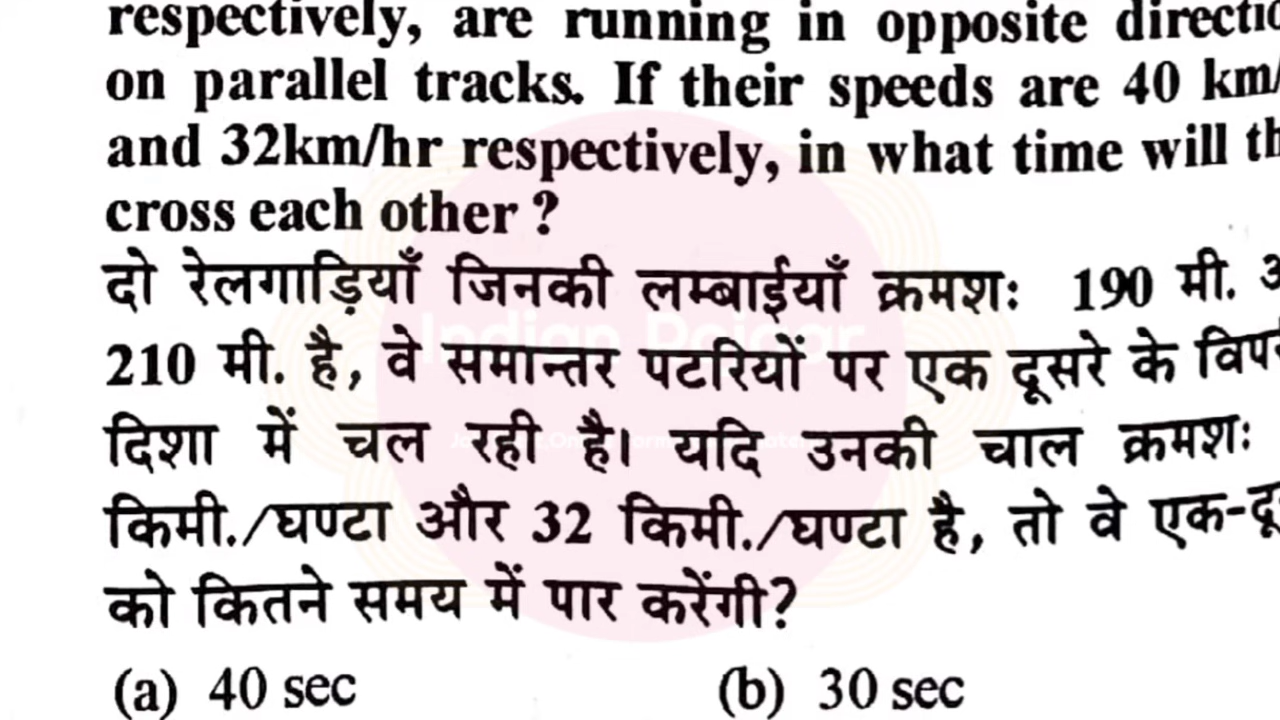 respectively, are running in opposite
on parallel tracks. If their speeds are 40 km/
and 32km/hr respectively, in what time will
cross each other ?
दो रेलगाड़ियाँ जिनकी लम्बाईयाँ क्रमशः 190 मी.
210 मी. है, वे समान्तर पटरियों पर एक दूसरे के
दिशा में चल रही है। यदि उनकी चाल क्रमशः
किमी./घण्टा और 32 किमी./घण्टा है, तो वे
को कितने समय में पार करेंगी?
(a) 40 sec (b) 30 sec